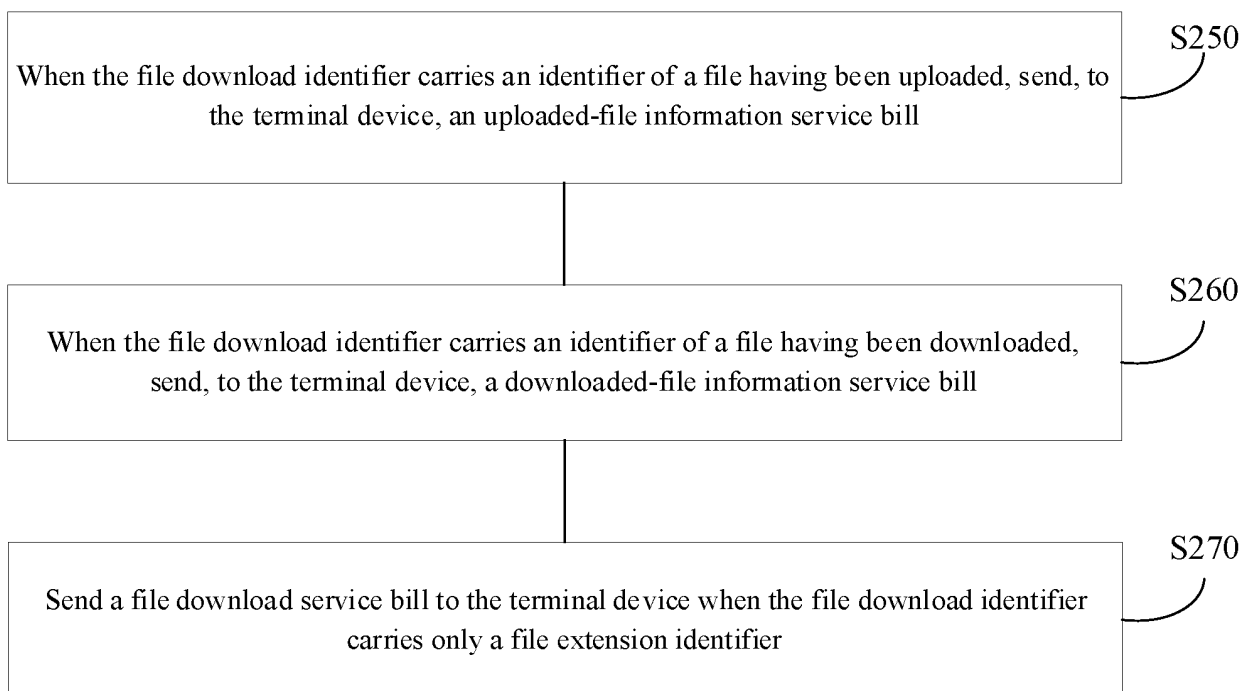 S250
When the file download identifier carries an identifier of a file having been uploaded, send, to
the terminal device, an uploaded-file information service bill
S260
When the file download identifier carries an identifier of a file having been downloaded,
send, to the terminal device, a downloaded-file information service bill
S270
Send a file download service bill to the terminal device when the file download identifier
carries only a file extension identifier